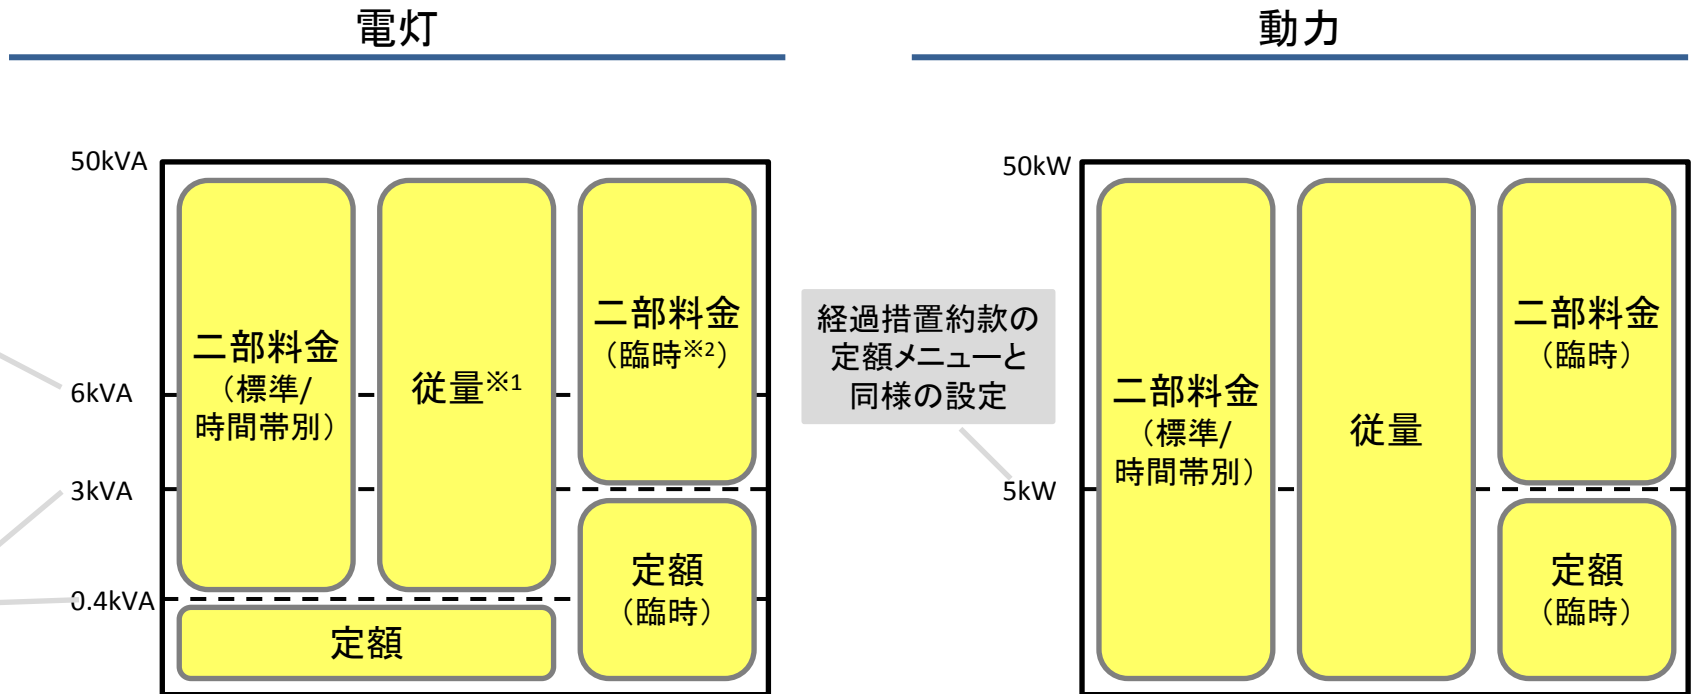 電灯
50kVA
6kVA
3kVA
0.4kVA
二部料金
（標準/
時間帯別）
従量※1
二部料金
（臨時※2）
定額
（臨時）
定額
動力
経過措置約款の
定額メニューと
同様の設定
50kW
5kW
二部料金
（標準/
時間帯別）
従量
二部料金
（臨時）
定額
（臨時）